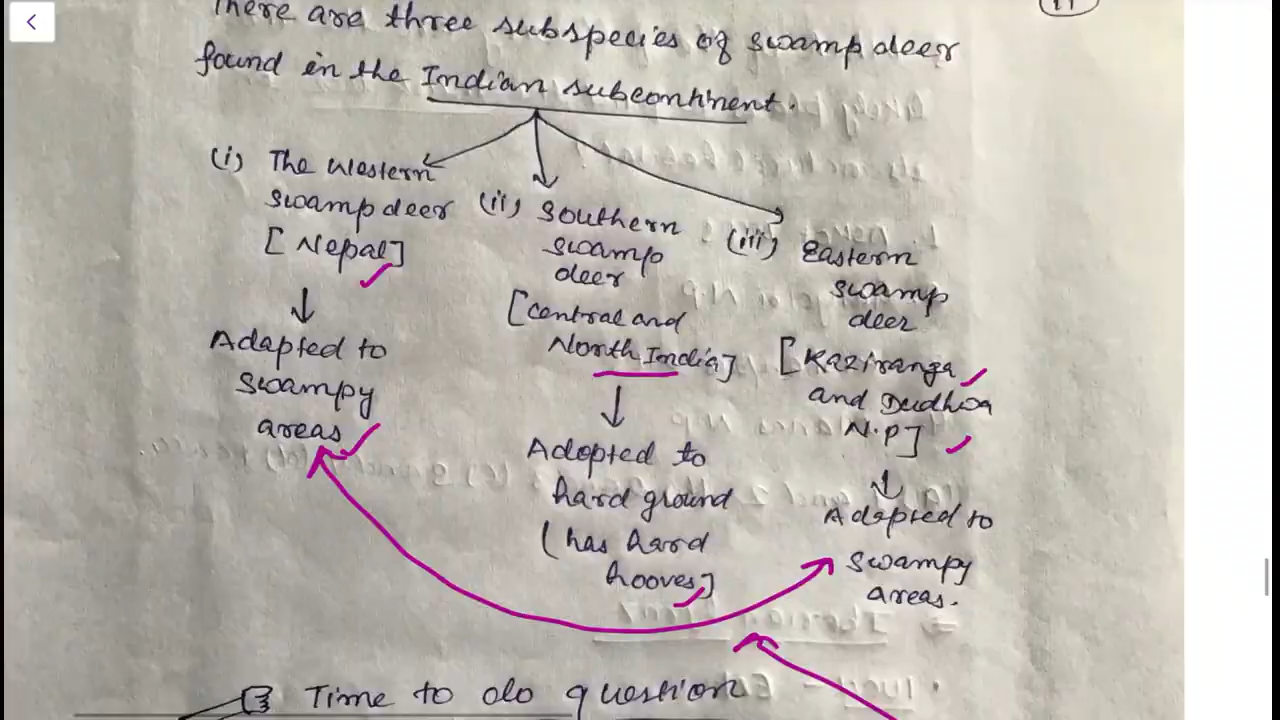 There are three subspecies of swamp deer
found in the Indian subcontinent.
(i) The Western
swamp deer
[Nepal]
↓
Adapted to
swampy
areas
(ii) Southern
swamp
deer
[Central and
North India]
↓
Adopted to
hard ground
(has hard
hooves]
(iii) Eastern
swamp
deer
[Kaziranga
and Dudhwa
N.P]
↓
Adapted to
swampy
areas.
Time to do question